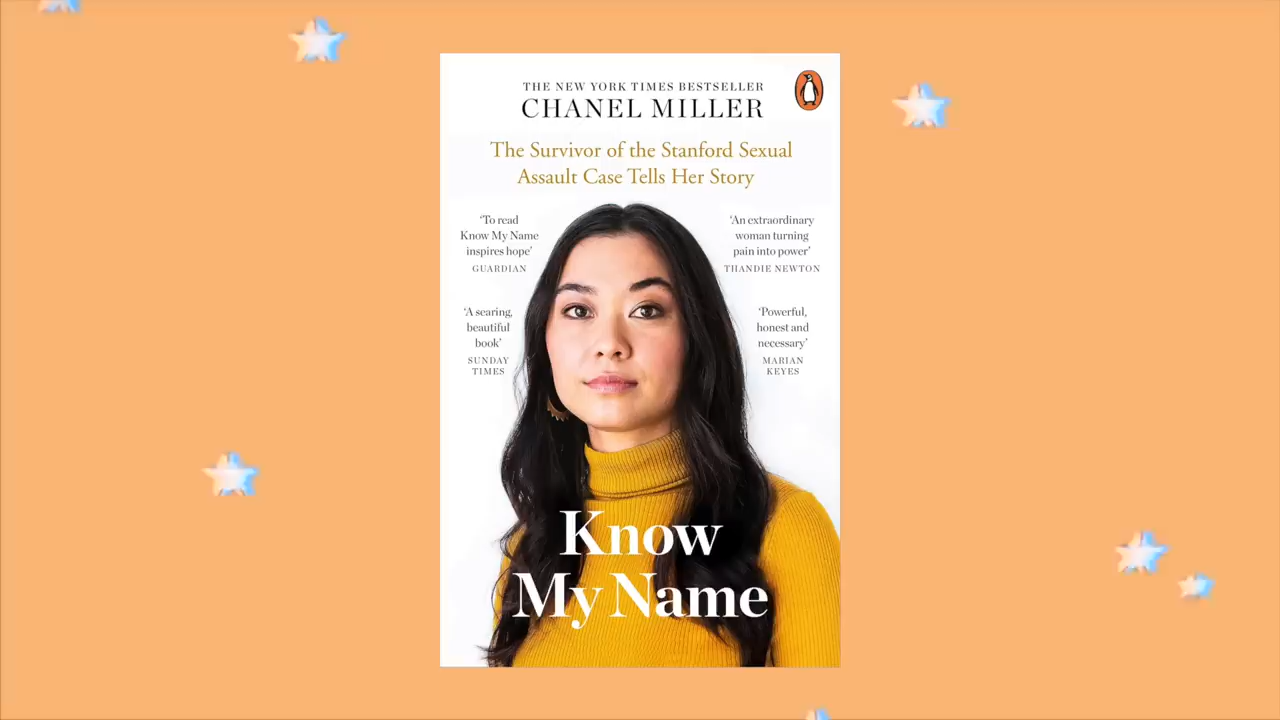 THE NEW YORK TIMES BESTSELLER
CHANEL MILLER
The Survivor of the Stanford Sexual
Assault Case Tells Her Story
‘To read
Know My Name
inspires hope’
GUARDIAN
‘An extraordinary
woman turning
pain into power’
THANDIE NEWTON
‘A searing,
beautiful
book’
SUNDAY
TIMES
‘Powerful,
honest and
necessary’
MARIAN
KEYES
Know
My Name